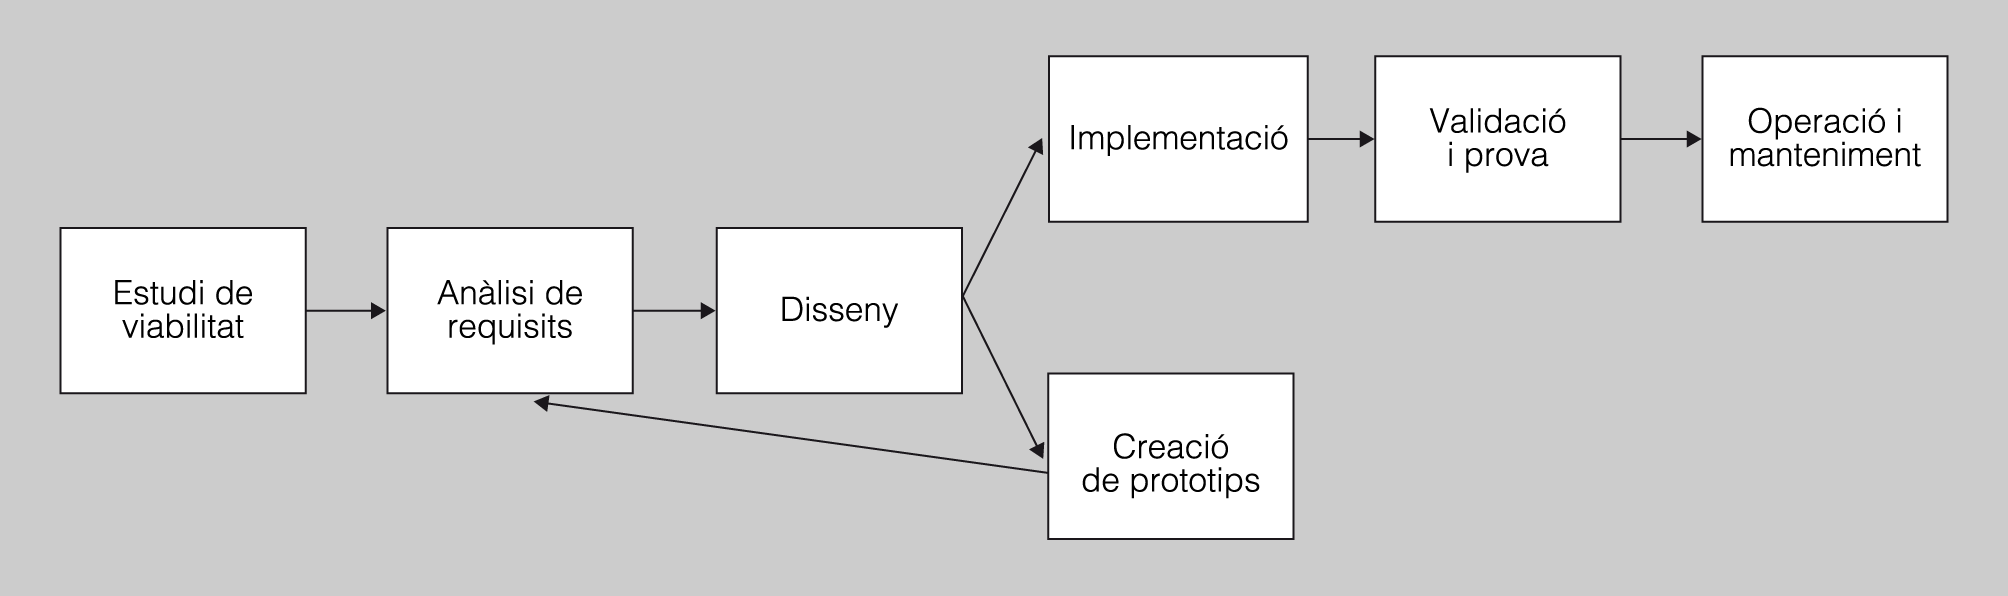 Estudi de
viabilitat
Anàlisi de
requisits
Disseny
Implementació
Validació
i prova
Operació i
manteniment
Creació
de prototips